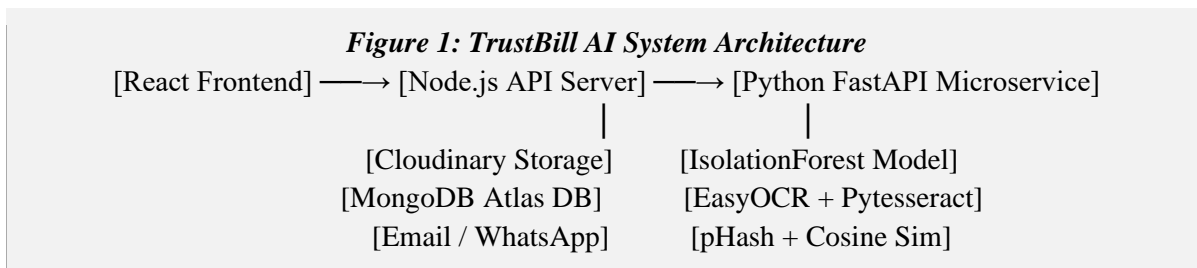 Figure 1: TrustBill AI System Architecture
[React Frontend] ──→ [Node.js API Server] ──→ [Python FastAPI Microservice]
[Cloudinary Storage] [IsolationForest Model]
[MongoDB Atlas DB] [EasyOCR + Pytesseract]
[Email / WhatsApp] [pHash + Cosine Sim]